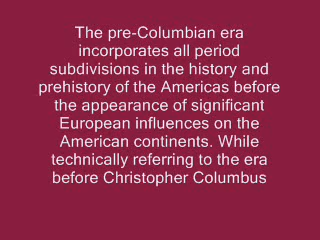 The pre-Columbian era
incorporates all period
subdivisions in the history and
prehistory of the Americas before
the appearance of significant
European influences on the
American continents. While
technically referring to the era
before Christopher Columbus